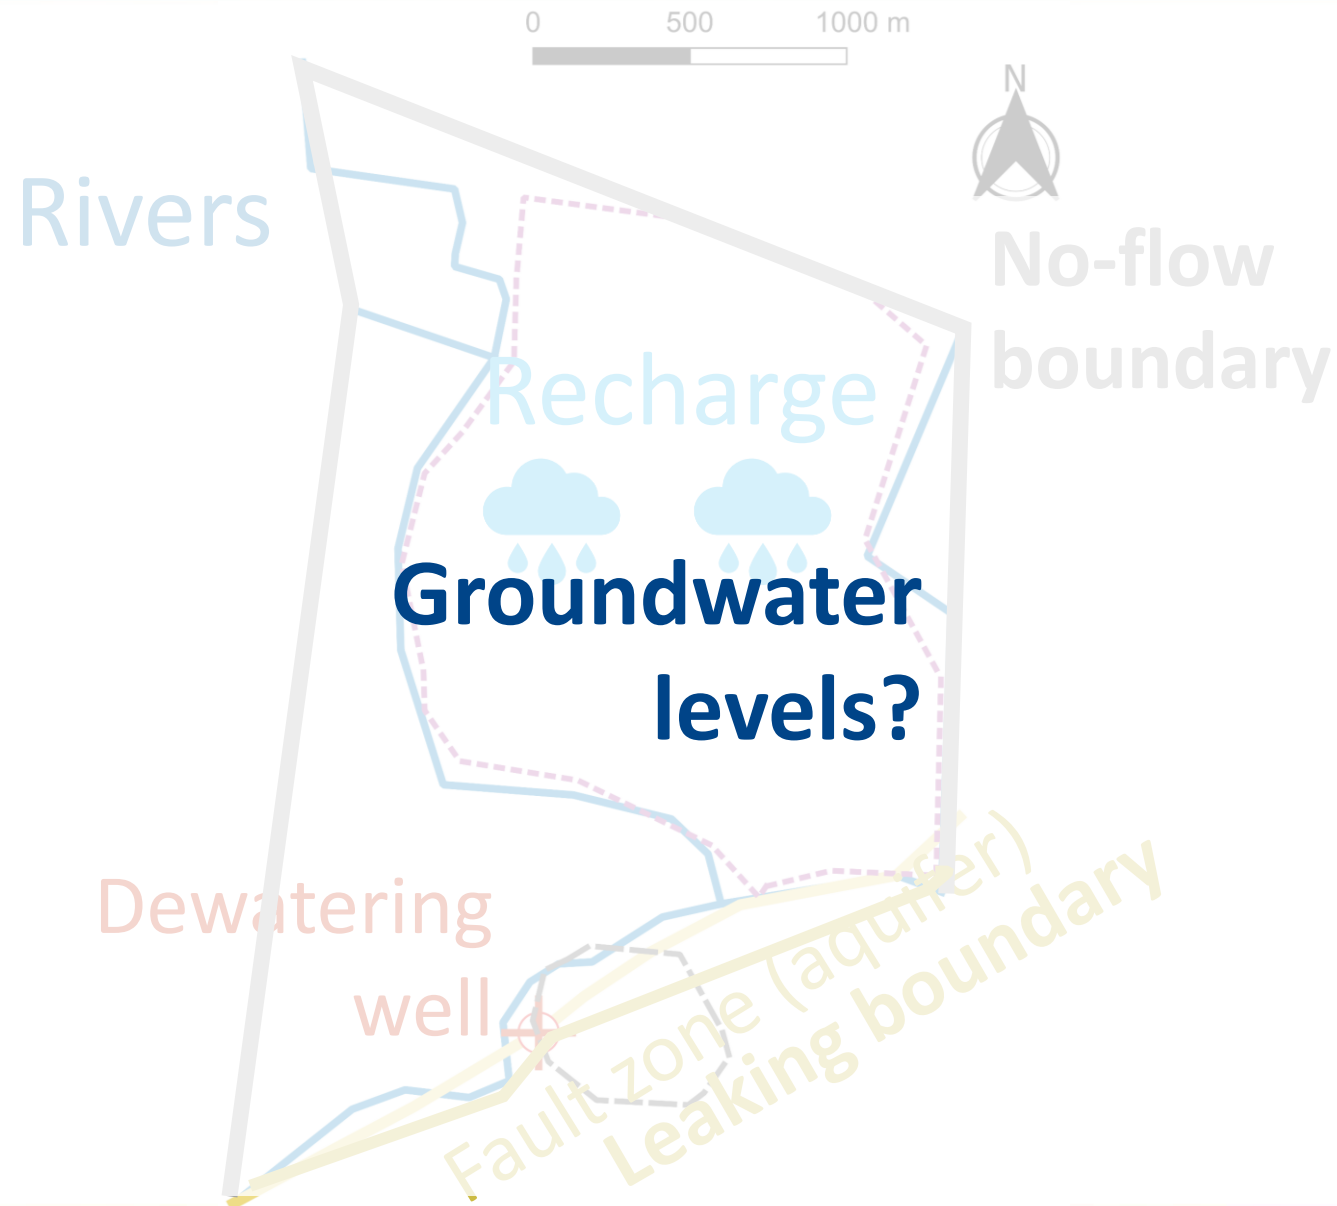 0 500 1000 m
N
Rivers
No-flow
boundary
Recharge
Groundwater
levels?
Dewatering
well
Fault zone (aquifer)
Leaking boundary